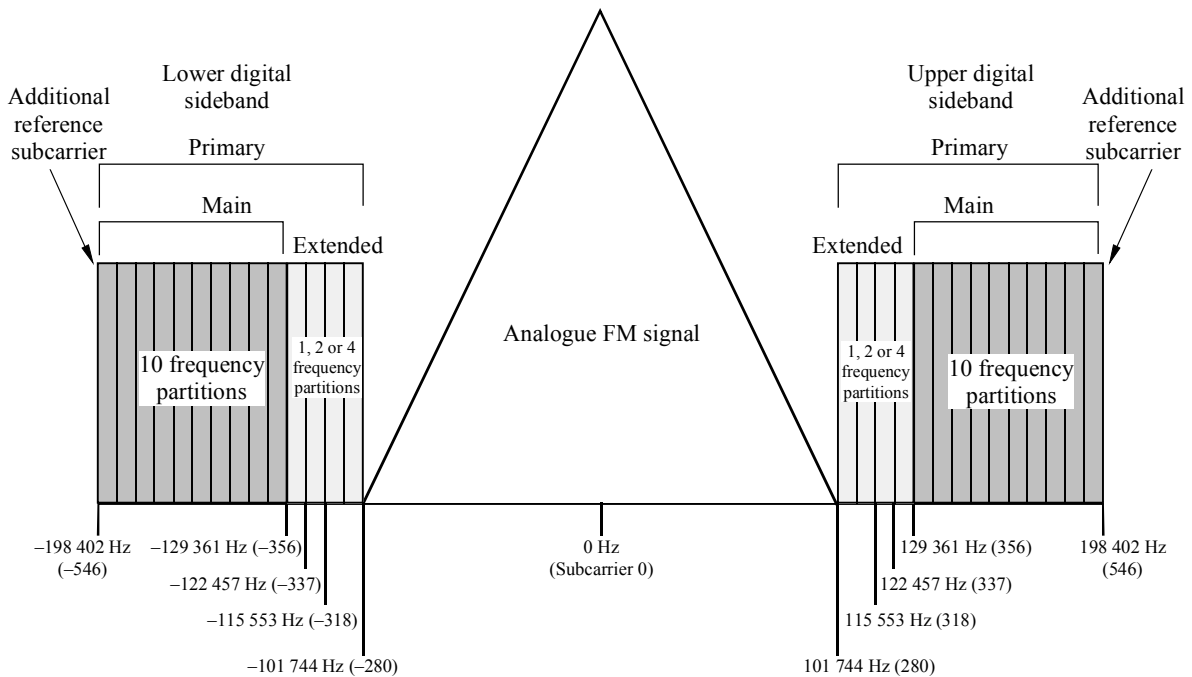 Lower digital
sideband
Upper digital
sideband
Additional
reference
subcarrier
Additional
reference
subcarrier
Primary
Primary
Main
Main
Extended
Extended
Analogue FM signal
10 frequency
partitions
1, 2 or 4
frequency
partitions
1, 2 or 4
frequency
partitions
10 frequency
partitions
–198 402 Hz
(–546)
–129 361 Hz (–356)
0 Hz
(Subcarrier 0)
129 361 Hz (356)
198 402 Hz
(546)
–122 457 Hz (–337)
122 457 Hz (337)
–115 553 Hz (–318)
115 553 Hz (318)
–101 744 Hz (–280)
101 744 Hz (280)